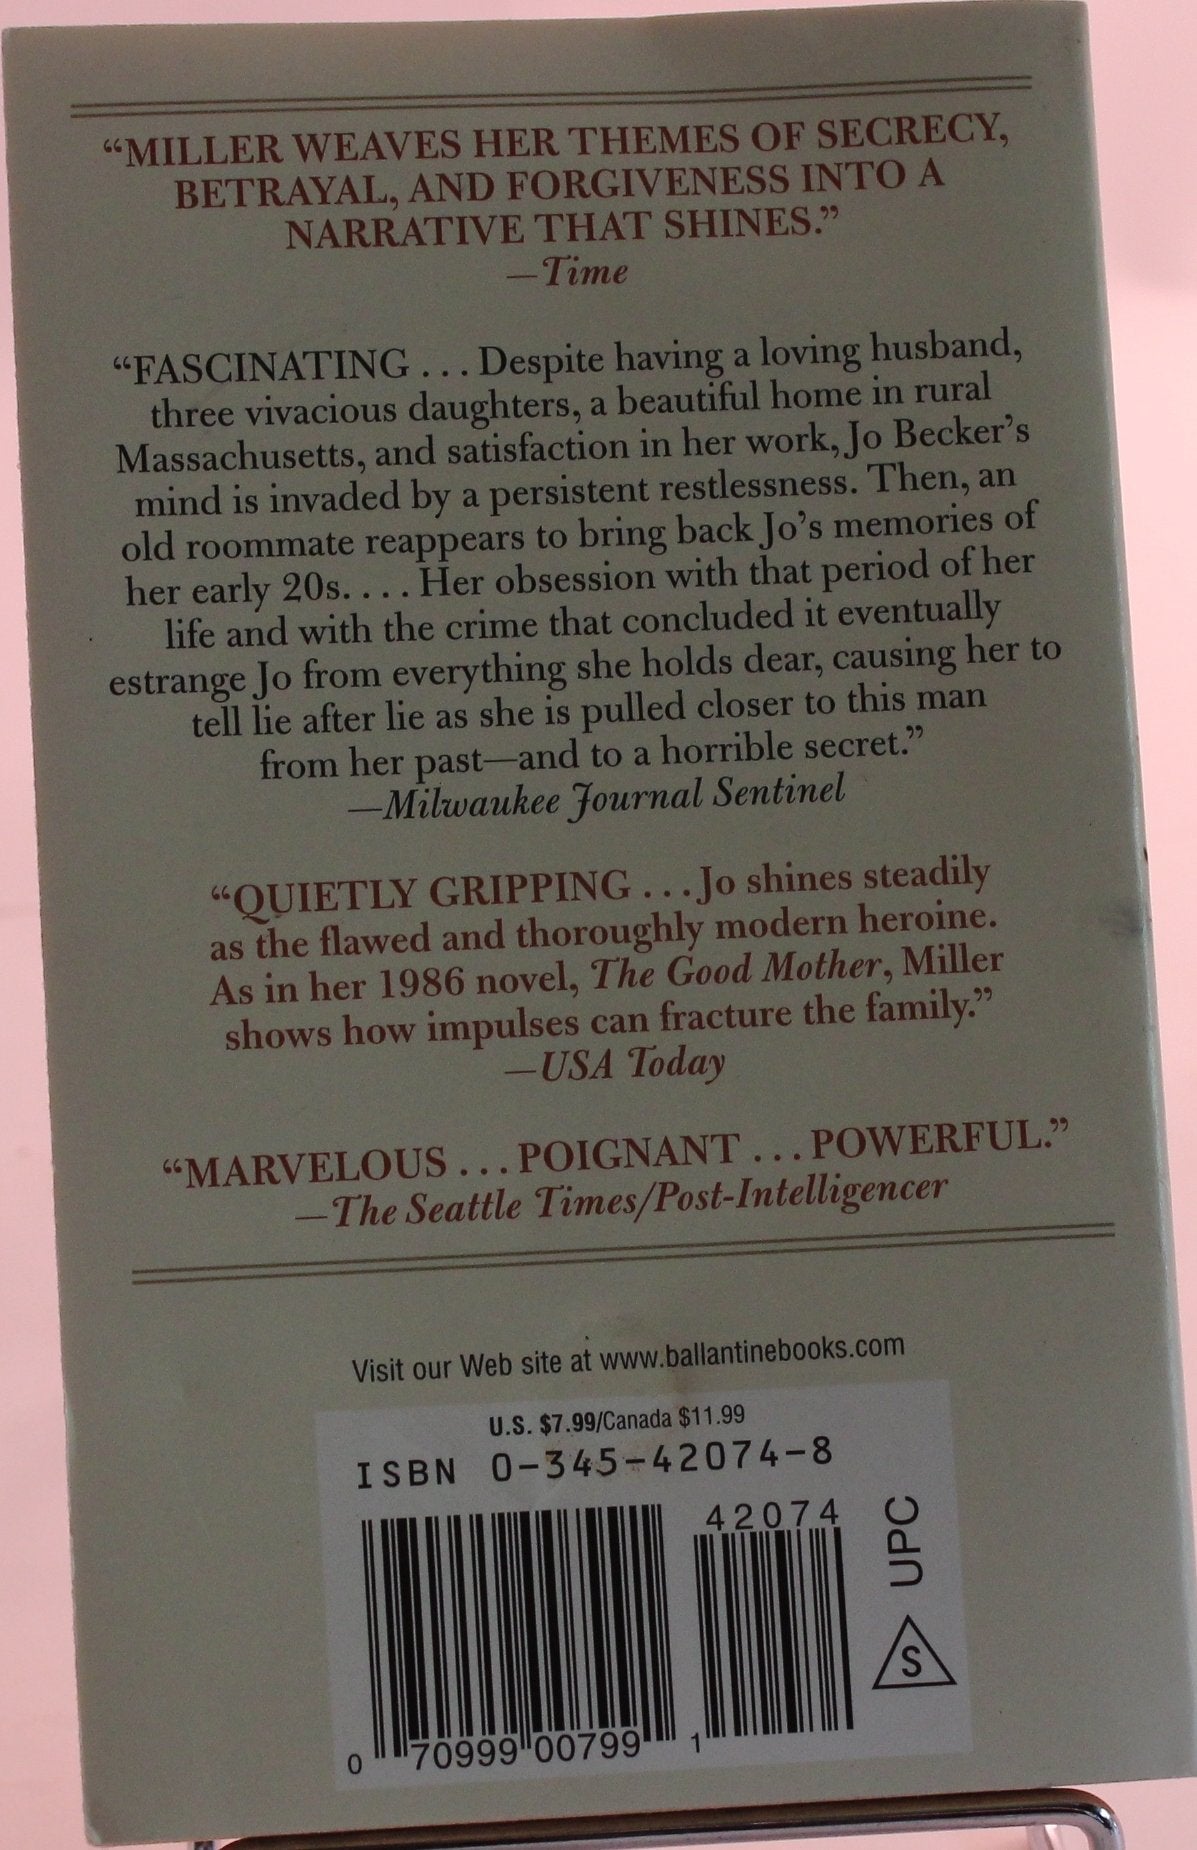 “MILLER WEAVES HER THEMES OF SECRECY,
BETRAYAL, AND FORGIVENESS INTO A
NARRATIVE THAT SHINES.”
—Time
“FASCINATING . . . Despite having a loving husband,
three vivacious daughters, a beautiful home in rural
Massachusetts, and satisfaction in her work, Jo Becker’s
mind is invaded by a persistent restlessness. Then, an
old roommate reappears to bring back Jo’s memories of
her early 20s. . . . Her obsession with that period of her
life and with the crime that concluded it eventually
estrange Jo from everything she holds dear, causing her to
tell lie after lie as she is pulled closer to this man
from her past—and to a horrible secret.”
—Milwaukee Journal Sentinel
“QUIETLY GRIPPING . . . Jo shines steadily
as the flawed and thoroughly modern heroine.
As in her 1986 novel, The Good Mother, Miller
shows how impulses can fracture the family.”
—USA Today
“MARVELOUS . . . POIGNANT . . . POWERFUL.”
—The Seattle Times/Post-Intelligencer
Visit our Web site at www.ballantinebooks.com
U.S. $7.99/Canada $11.99
ISBN 0-345-42074-8
42074
UPC
S
0 70999 00799 1